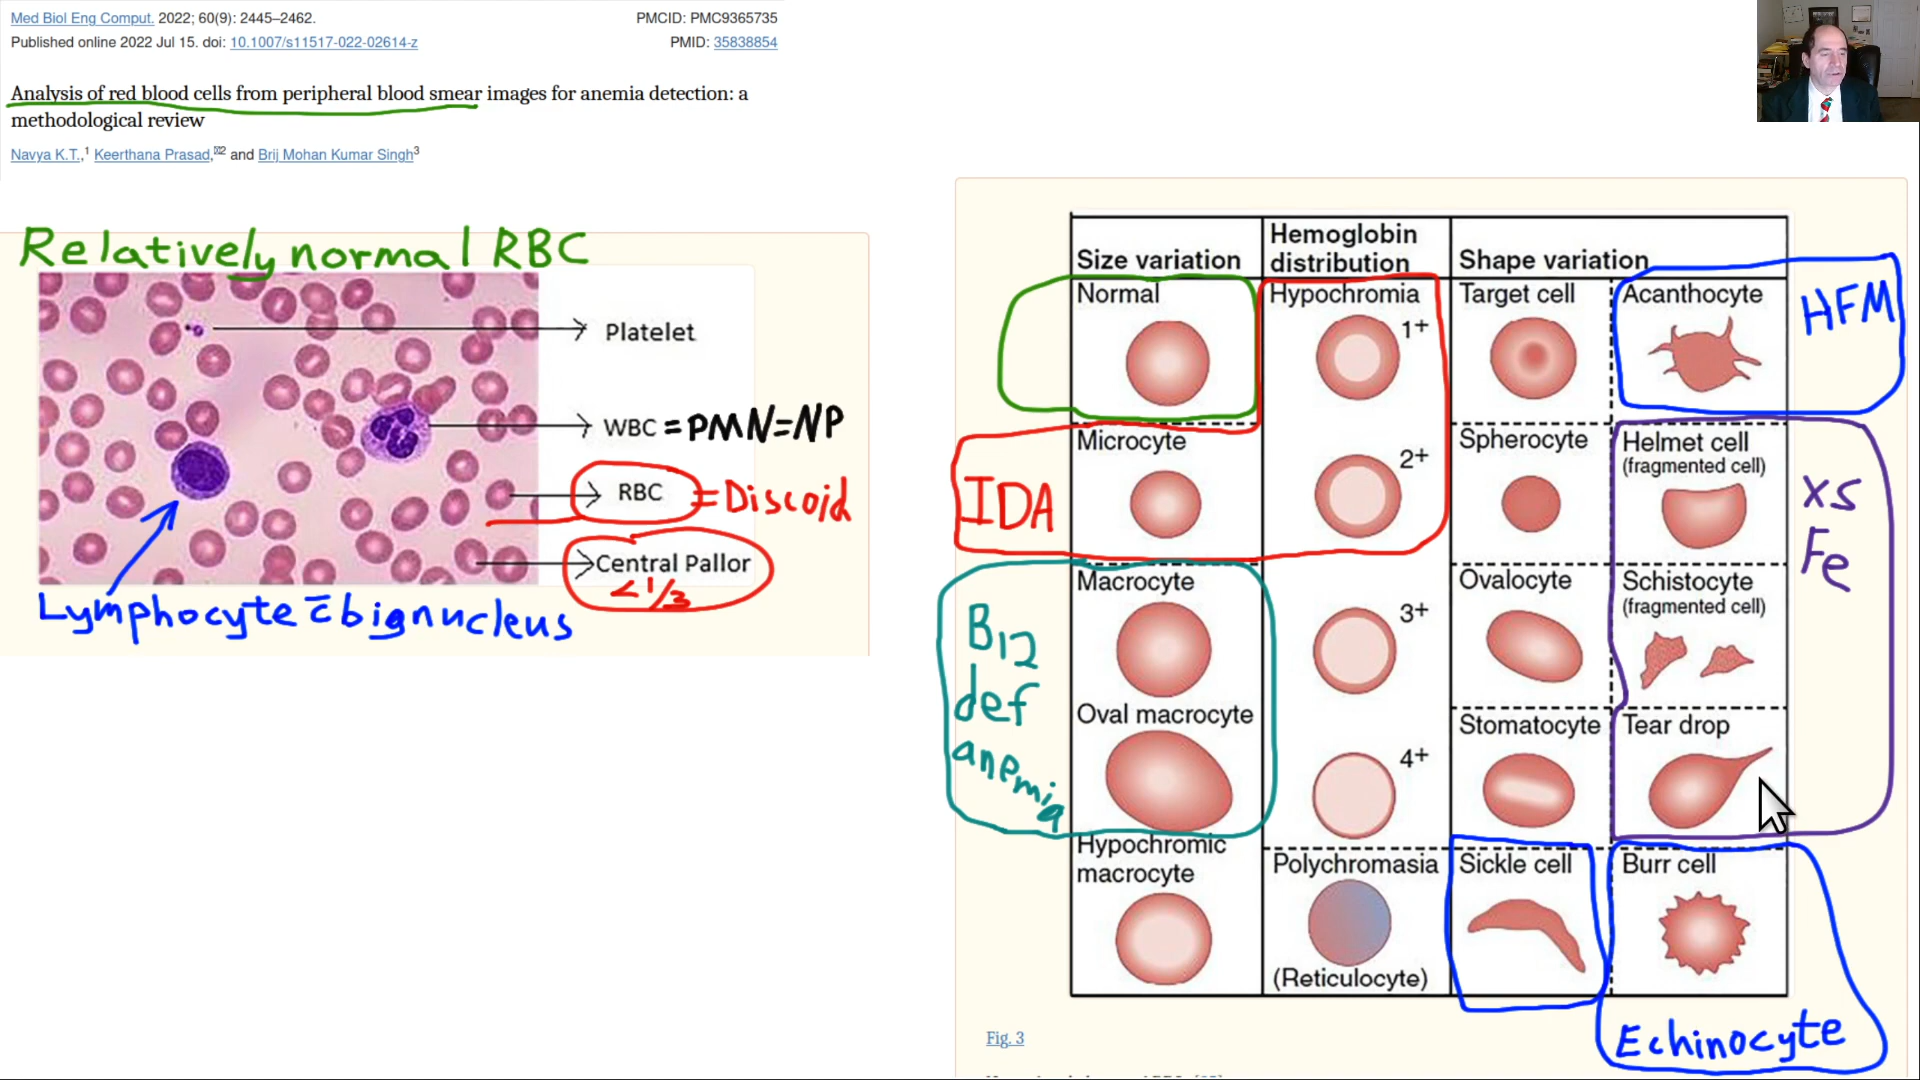 Med Biol Eng Comput. 2022; 60(9): 2445–2462.
PMCID: PMC9365735
Published online 2022 Jul 15. doi: 10.1007/s11517-022-02614-z
PMID: 35838854
Analysis of red blood cells from peripheral blood smear images for anemia detection: a
methodological review
Navya K.T.,1 Keerthana Prasad,2 and Brij Mohan Kumar Singh3
Relatively normal RBC
Platelet
WBC = PMN = NP
RBC = Discoid
Central Pallor
<1/3
Lymphocyte c̄ big nucleus
Size variation
Hemoglobin
distribution
Shape variation
Normal
Hypochromia
1+
Target cell
Acanthocyte
HFM
Microcyte
IDA
2+
Spherocyte
Helmet cell
(fragmented cell)
XS
Fe
Macrocyte
B12
def
anemia
3+
Ovalocyte
Schistocyte
(fragmented cell)
Oval macrocyte
4+
Stomatocyte
Tear drop
Hypochromic
macrocyte
Polychromasia
(Reticulocyte)
Sickle cell
Burr cell
Echinocyte
Fig. 3